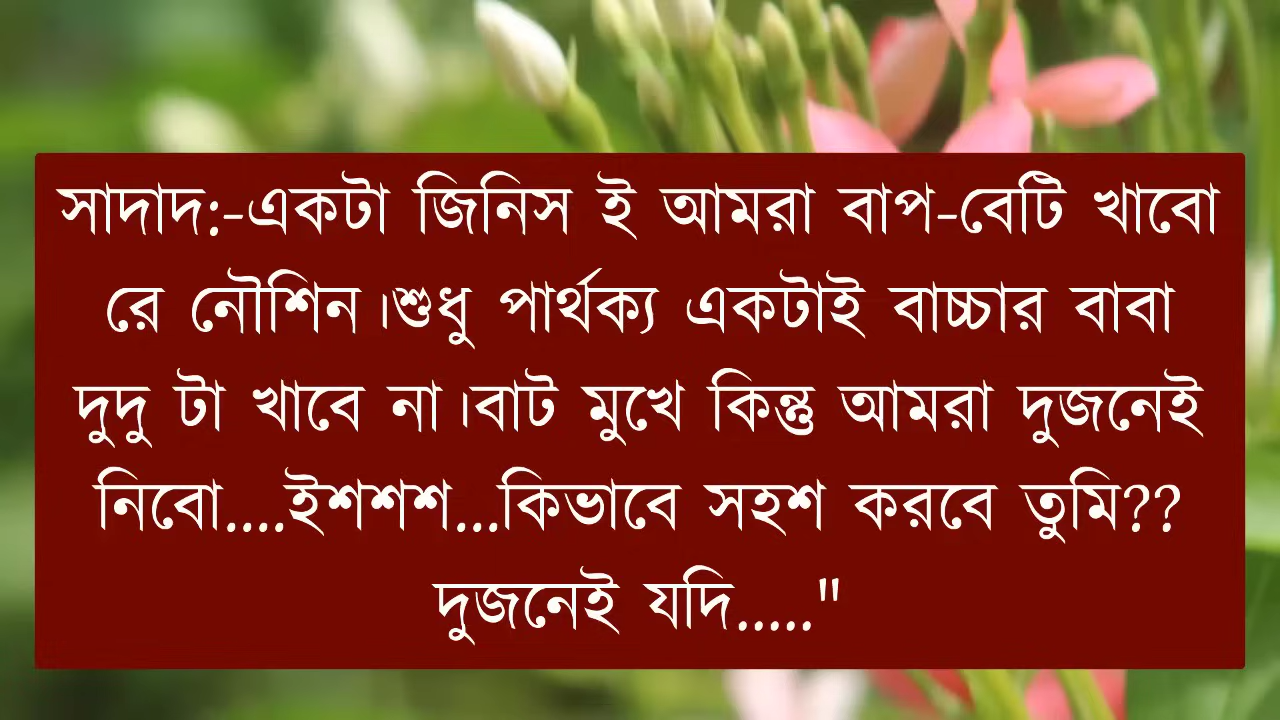 সাদাদ:-একটা জিনিস ই আমরা বাপ-বেটি খাবো
রে নৌশিন।শুধু পার্থক্য একটাই বাচ্চার বাবা
দুদু টা খাবে না।বাট মুখে কিন্তু আমরা দুজনেই
নিবো....ইশশশ...কিভাবে সহশ করবে তুমি??
দুজনেই যদি....."